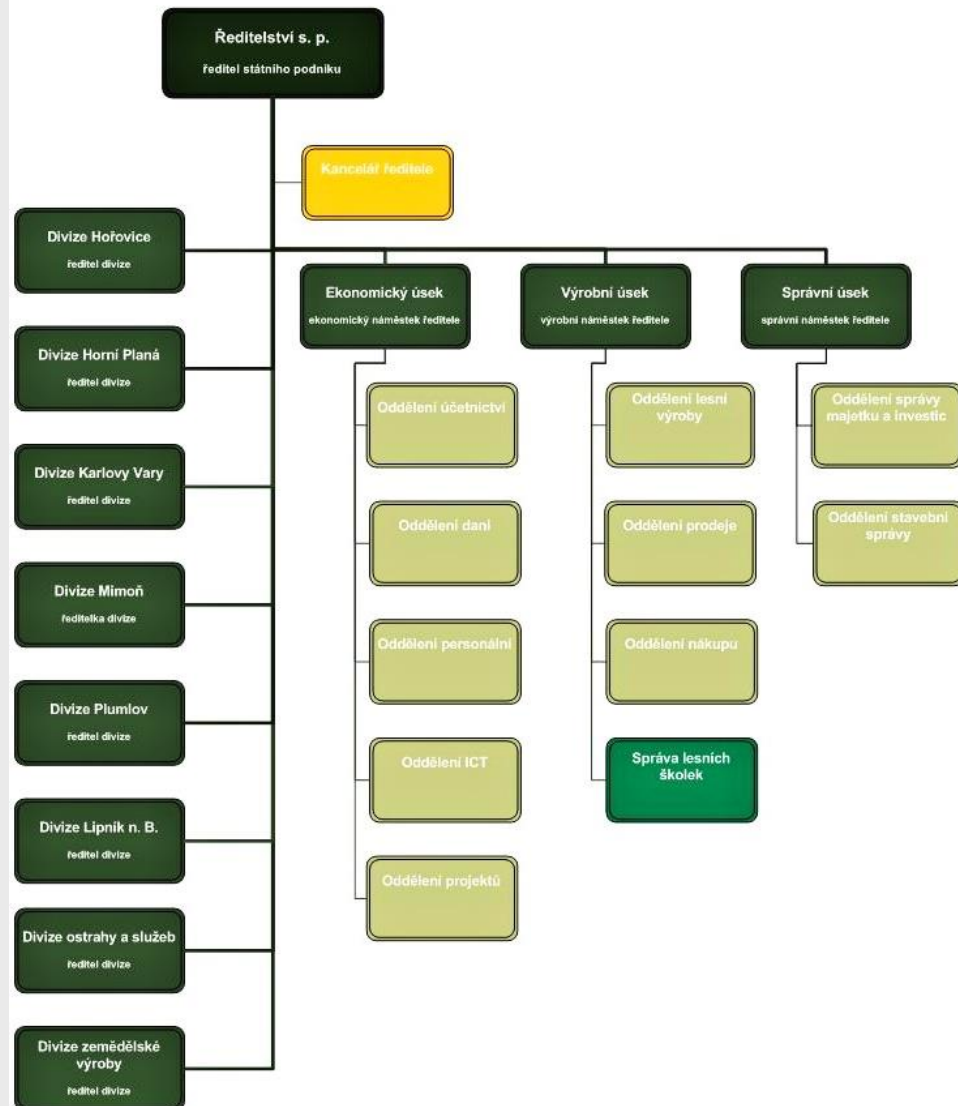 Ředitelství s. p.
ředitel státního podniku
Kancelář ředitele
Divize Hořovice
ředitel divize
Divize Horní Planá
ředitel divize
Divize Karlovy Vary
ředitel divize
Divize Mimoň
ředitelka divize
Divize Plumlov
ředitel divize
Divize Lipník n. B.
ředitel divize
Divize ostrahy a služeb
ředitel divize
Divize zemědělské
výroby
ředitel divize
Ekonomický úsek
ekonomický náměstek ředitele
Oddělení účetnictví
Oddělení daní
Oddělení personální
Oddělení ICT
Oddělení projektů
Výrobní úsek
výrobní náměstek ředitele
Oddělení lesní
výroby
Oddělení prodeje
Oddělení nákupu
Správa lesních
školek
Správní úsek
správní náměstek ředitele
Oddělení správy
majetku a investic
Oddělení stavební
správy